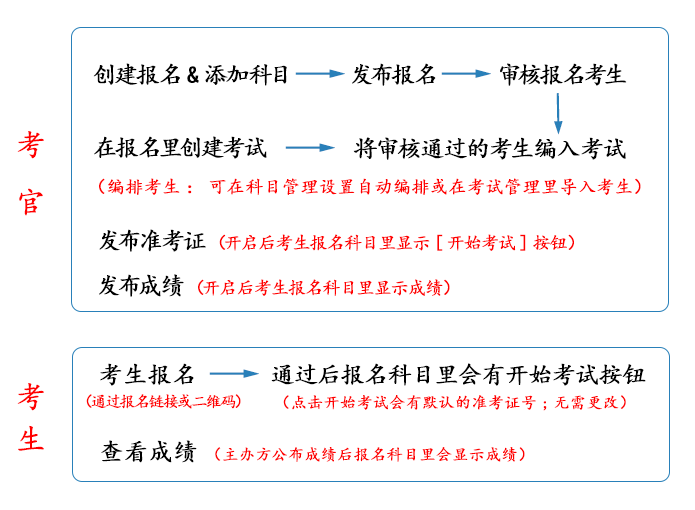 考官
创建报名 & 添加科目 发布报名 审核报名考生
在报名里创建考试 将审核通过的考生编入考试
（编排考生： 可在科目管理设置自动编排或在考试管理里导入考生）
发布准考证（开启后考生报名科目里显示 [ 开始考试 ] 按钮）
发布成绩（开启后考生报名科目里显示成绩）
考生
考生报名 通过后报名科目里会有开始考试按钮
（通过报名链接或二维码） （点击开始考试会有默认的准考证号；无需更改）
查看成绩（主办方公布成绩后报名科目里会显示成绩）